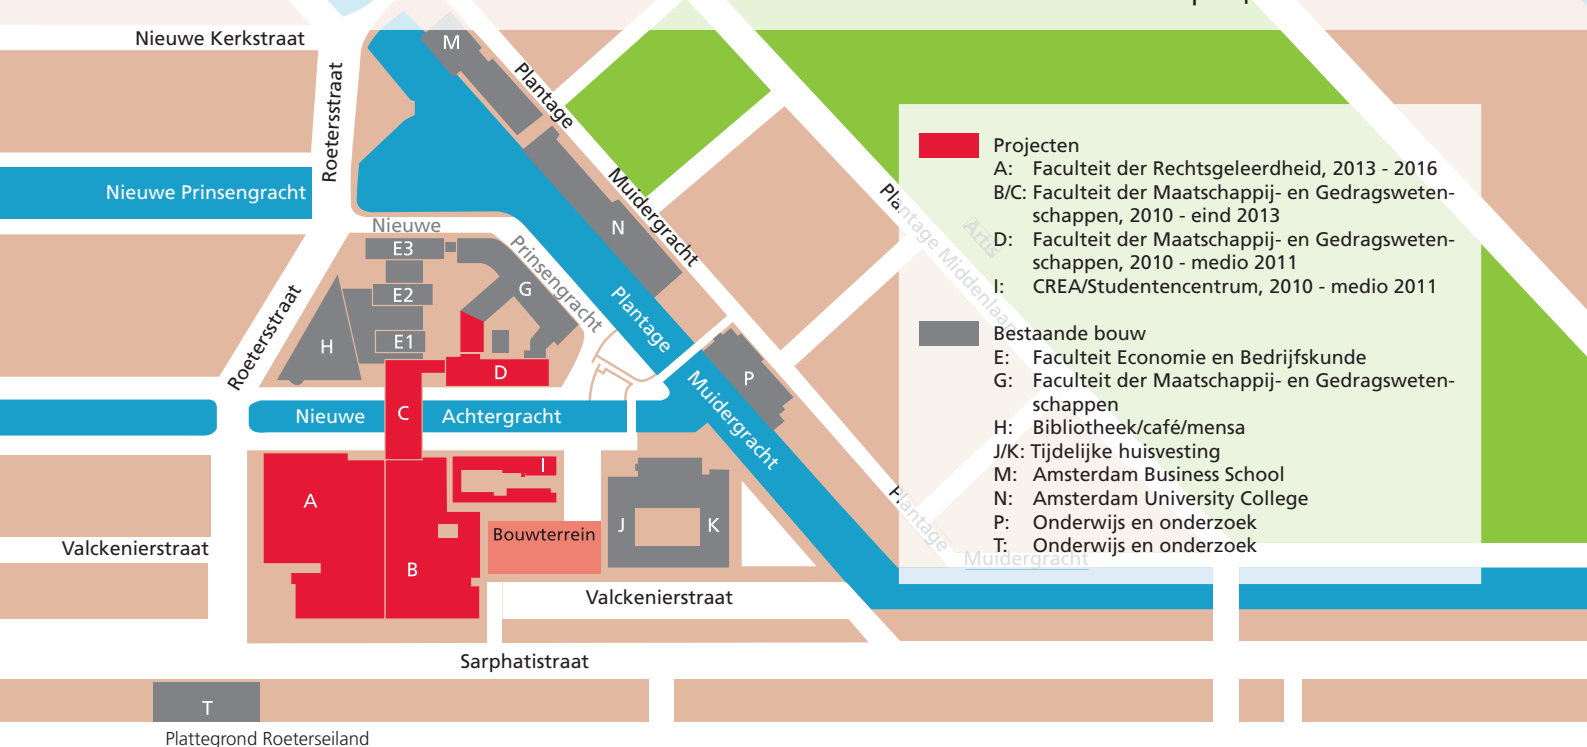 Nieuwe Kerkstraat
M
Plantage
Roetersstraat
Nieuwe Prinsengracht
Muidergracht
N
Nieuwe
Prinsengracht
E3
G
E2
E1
H
Roetersstraat
Plantage
Muidergracht
P
D
C
Nieuwe
Achtergracht
I
A
B
Bouwterrein
J
K
Valckenierstraat
Valckenierstraat
Sarphatistraat
T
Plattegrond Roeterseiland
Plantage Middenlaan
Artis
Plantage
Muidergracht
Projecten
A: Faculteit der Rechtsgeleerdheid, 2013 - 2016
B/C: Faculteit der Maatschappij- en Gedragsweten-
schappen, 2010 - eind 2013
D: Faculteit der Maatschappij- en Gedragsweten-
schappen, 2010 - medio 2011
I: CREA/Studentencentrum, 2010 - medio 2011
Bestaande bouw
E: Faculteit Economie en Bedrijfskunde
G: Faculteit der Maatschappij- en Gedragsweten-
schappen
H: Bibliotheek/café/mensa
J/K: Tijdelijke huisvesting
M: Amsterdam Business School
N: Amsterdam University College
P: Onderwijs en onderzoek
T: Onderwijs en onderzoek